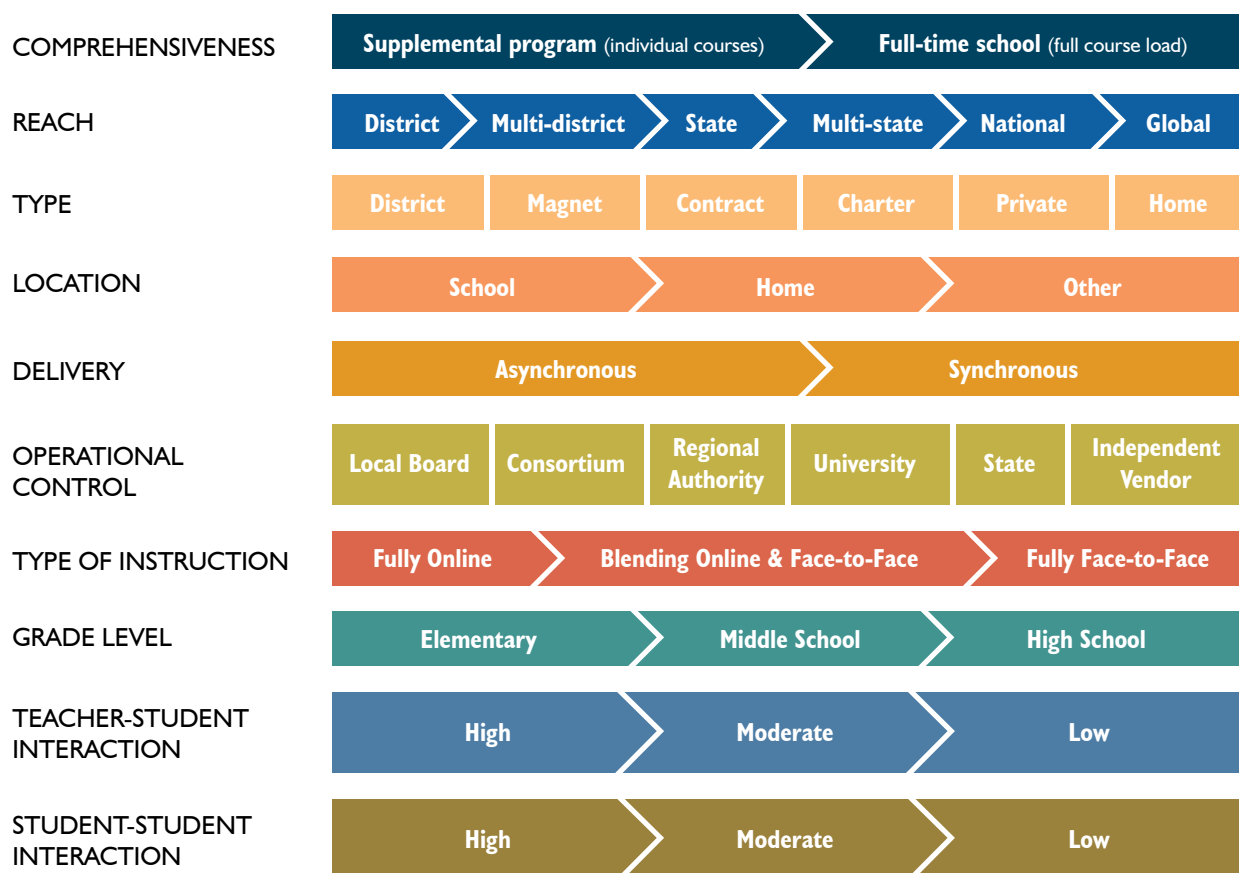 COMPREHENSIVENESS
Supplemental program (individual courses)
Full-time school (full course load)
REACH
District
Multi-district
State
Multi-state
National
Global
TYPE
District
Magnet
Contract
Charter
Private
Home
LOCATION
School
Home
Other
DELIVERY
Asynchronous
Synchronous
OPERATIONAL
CONTROL
Local Board
Consortium
Regional
Authority
University
State
Independent
Vendor
TYPE OF INSTRUCTION
Fully Online
Blending Online & Face-to-Face
Fully Face-to-Face
GRADE LEVEL
Elementary
Middle School
High School
TEACHER-STUDENT
INTERACTION
High
Moderate
Low
STUDENT-STUDENT
INTERACTION
High
Moderate
Low